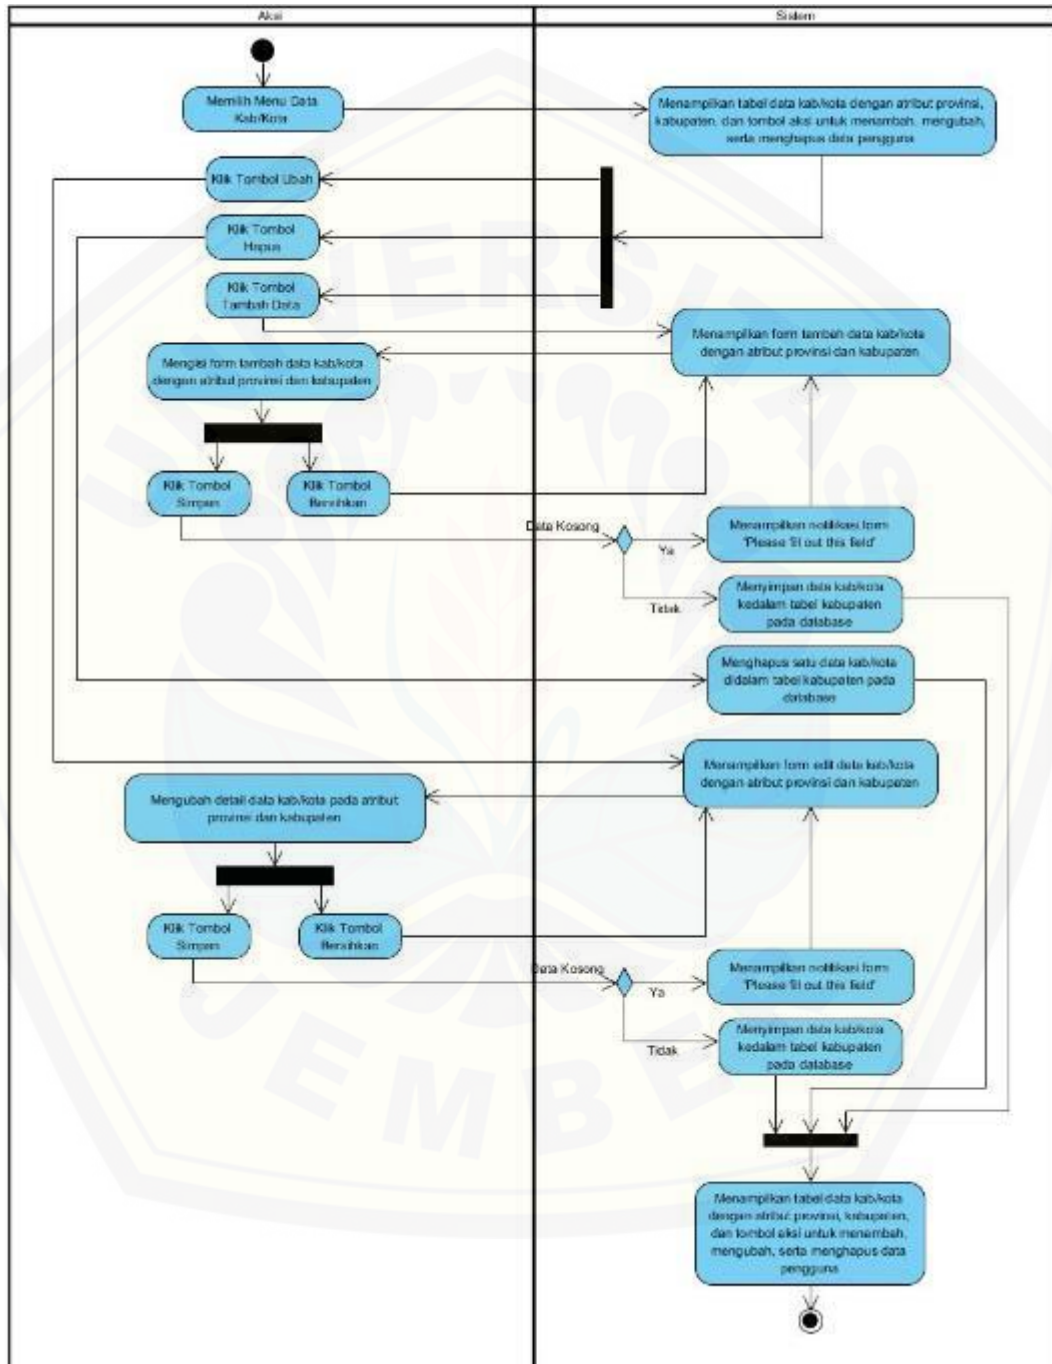 Aksi
Sistem
Memilih Menu Data
Kab/Kota
Menampilkan tabel data kab/kota dengan atribut provinsi,
kabupaten, dan tombol aksi untuk menambah, mengubah,
serta menghapus data pengguna
Klik Tombol Ubah
Klik Tombol
Hapus
Klik Tombol
Tambah Data
Menampilkan form tambah data kab/kota
dengan atribut provinsi dan kabupaten
Mengisi form tambah data kab/kota
dengan atribut provinsi dan kabupaten
Klik Tombol
Simpan
Klik Tombol
Bersihkan
Data Kosong
Ya
Menampilkan notifikasi form
'Please fill out this field'
Tidak
Menyimpan data kab/kota
kedalam tabel kabupaten
pada database
Menghapus satu data kab/kota
didalam tabel kabupaten pada
database
Menampilkan form edit data kab/kota
dengan atribut provinsi dan kabupaten
Mengubah detail data kab/kota pada atribut
provinsi dan kabupaten
Klik Tombol
Simpan
Klik Tombol
Bersihkan
Data Kosong
Ya
Menampilkan notifikasi form
'Please fill out this field'
Tidak
Menyimpan data kab/kota
kedalam tabel kabupaten
pada database
Menampilkan tabel data kab/kota
dengan atribut provinsi, kabupaten,
dan tombol aksi untuk menambah,
mengubah, serta menghapus data
pengguna
UNIVERSITAS
JEMBER